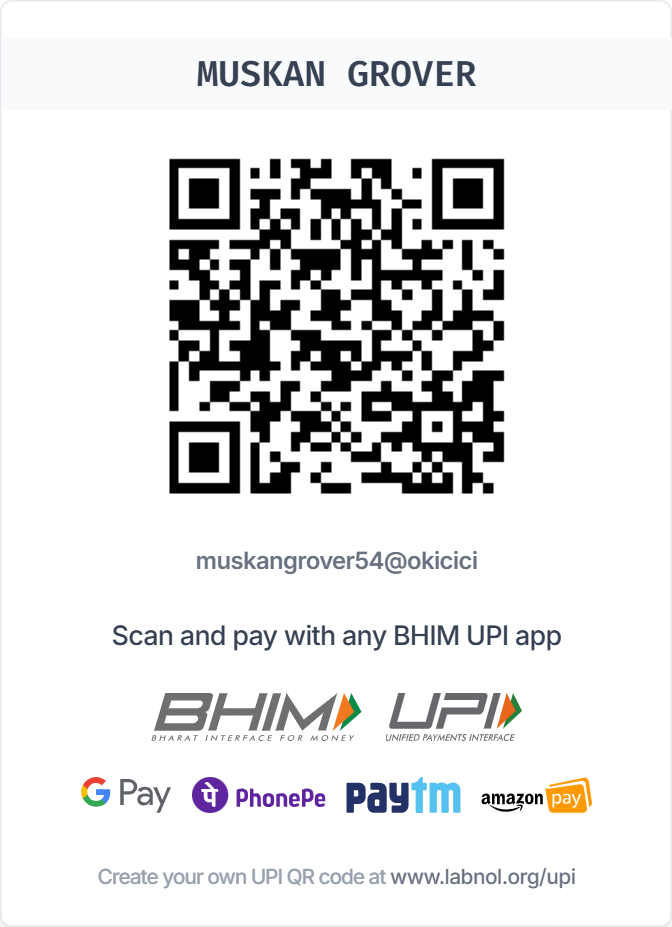 MUSKAN GROVER
muskangrover54@okicici
Scan and pay with any BHIM UPI app
BHIM UPI
BHARAT INTERFACE FOR MONEY UNIFIED PAYMENTS INTERFACE
G Pay पे PhonePe paytm amazon pay
Create your own UPI QR code at www.labnol.org/upi